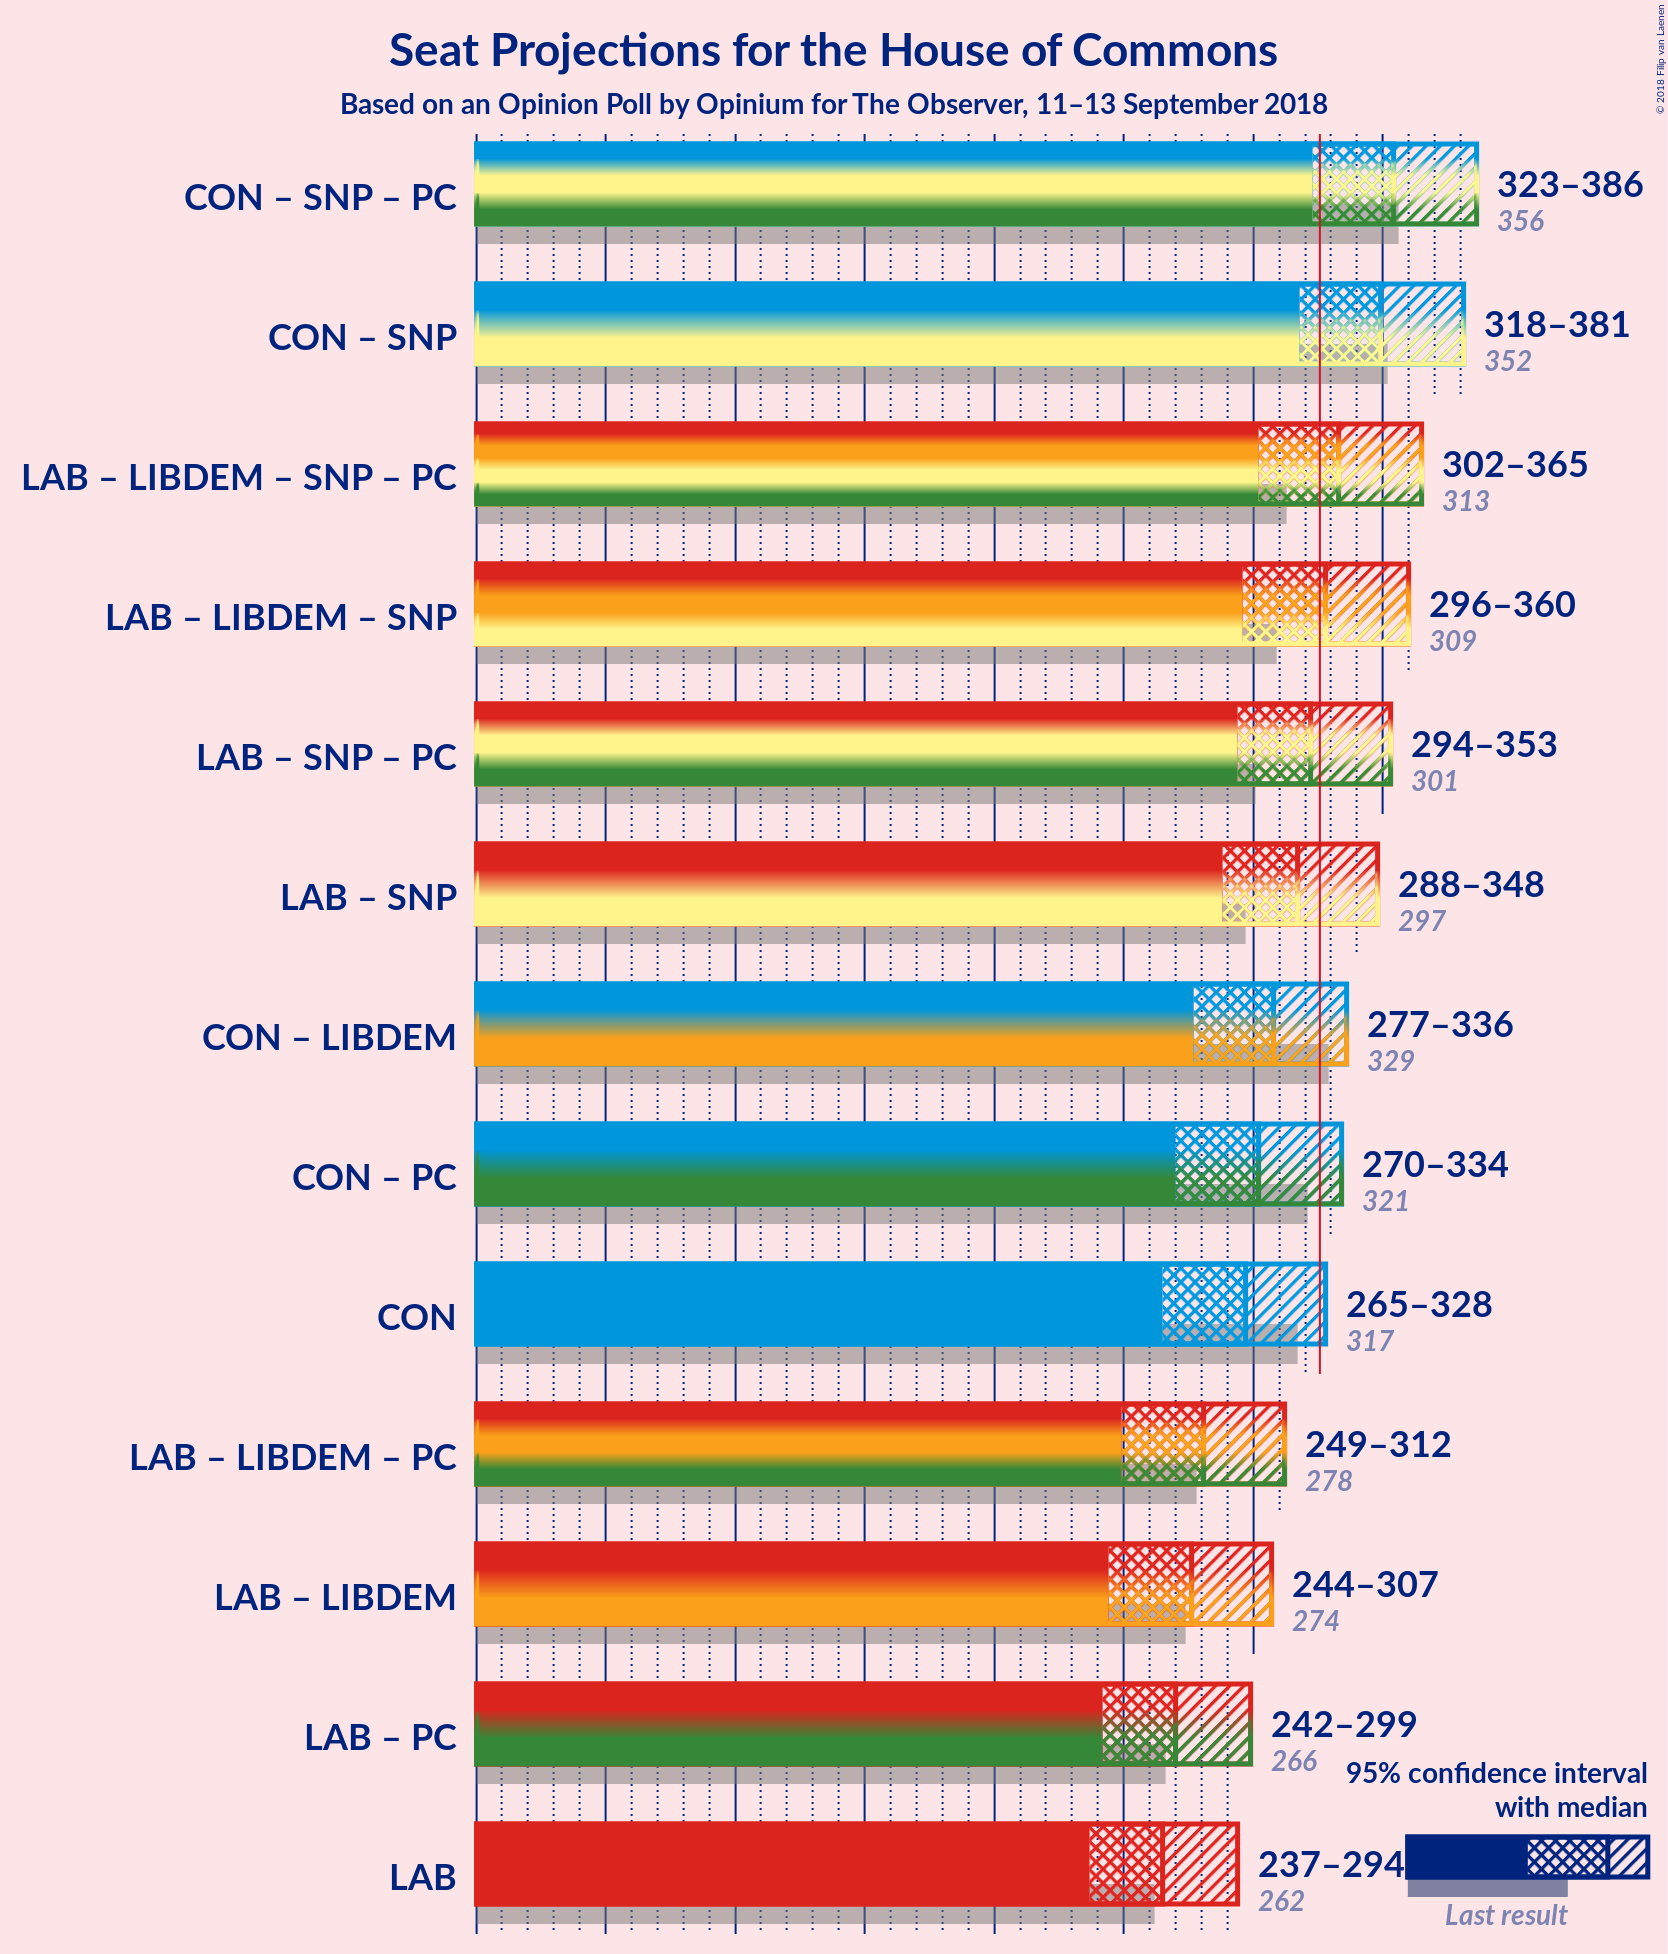 Seat Projections for the House of Commons
Based on an Opinion Poll by Opinium for The Observer, 11–13 September 2018
© 2018 Filip van Laenen
CON – SNP – PC
323–386
356
CON – SNP
318–381
352
LAB – LIBDEM – SNP – PC
302–365
313
LAB – LIBDEM – SNP
296–360
309
LAB – SNP – PC
294–353
301
LAB – SNP
288–348
297
CON – LIBDEM
277–336
329
CON – PC
270–334
321
CON
265–328
317
LAB – LIBDEM – PC
249–312
278
LAB – LIBDEM
244–307
274
LAB – PC
242–299
266
LAB
237–294
262
95% confidence interval
with median
Last result